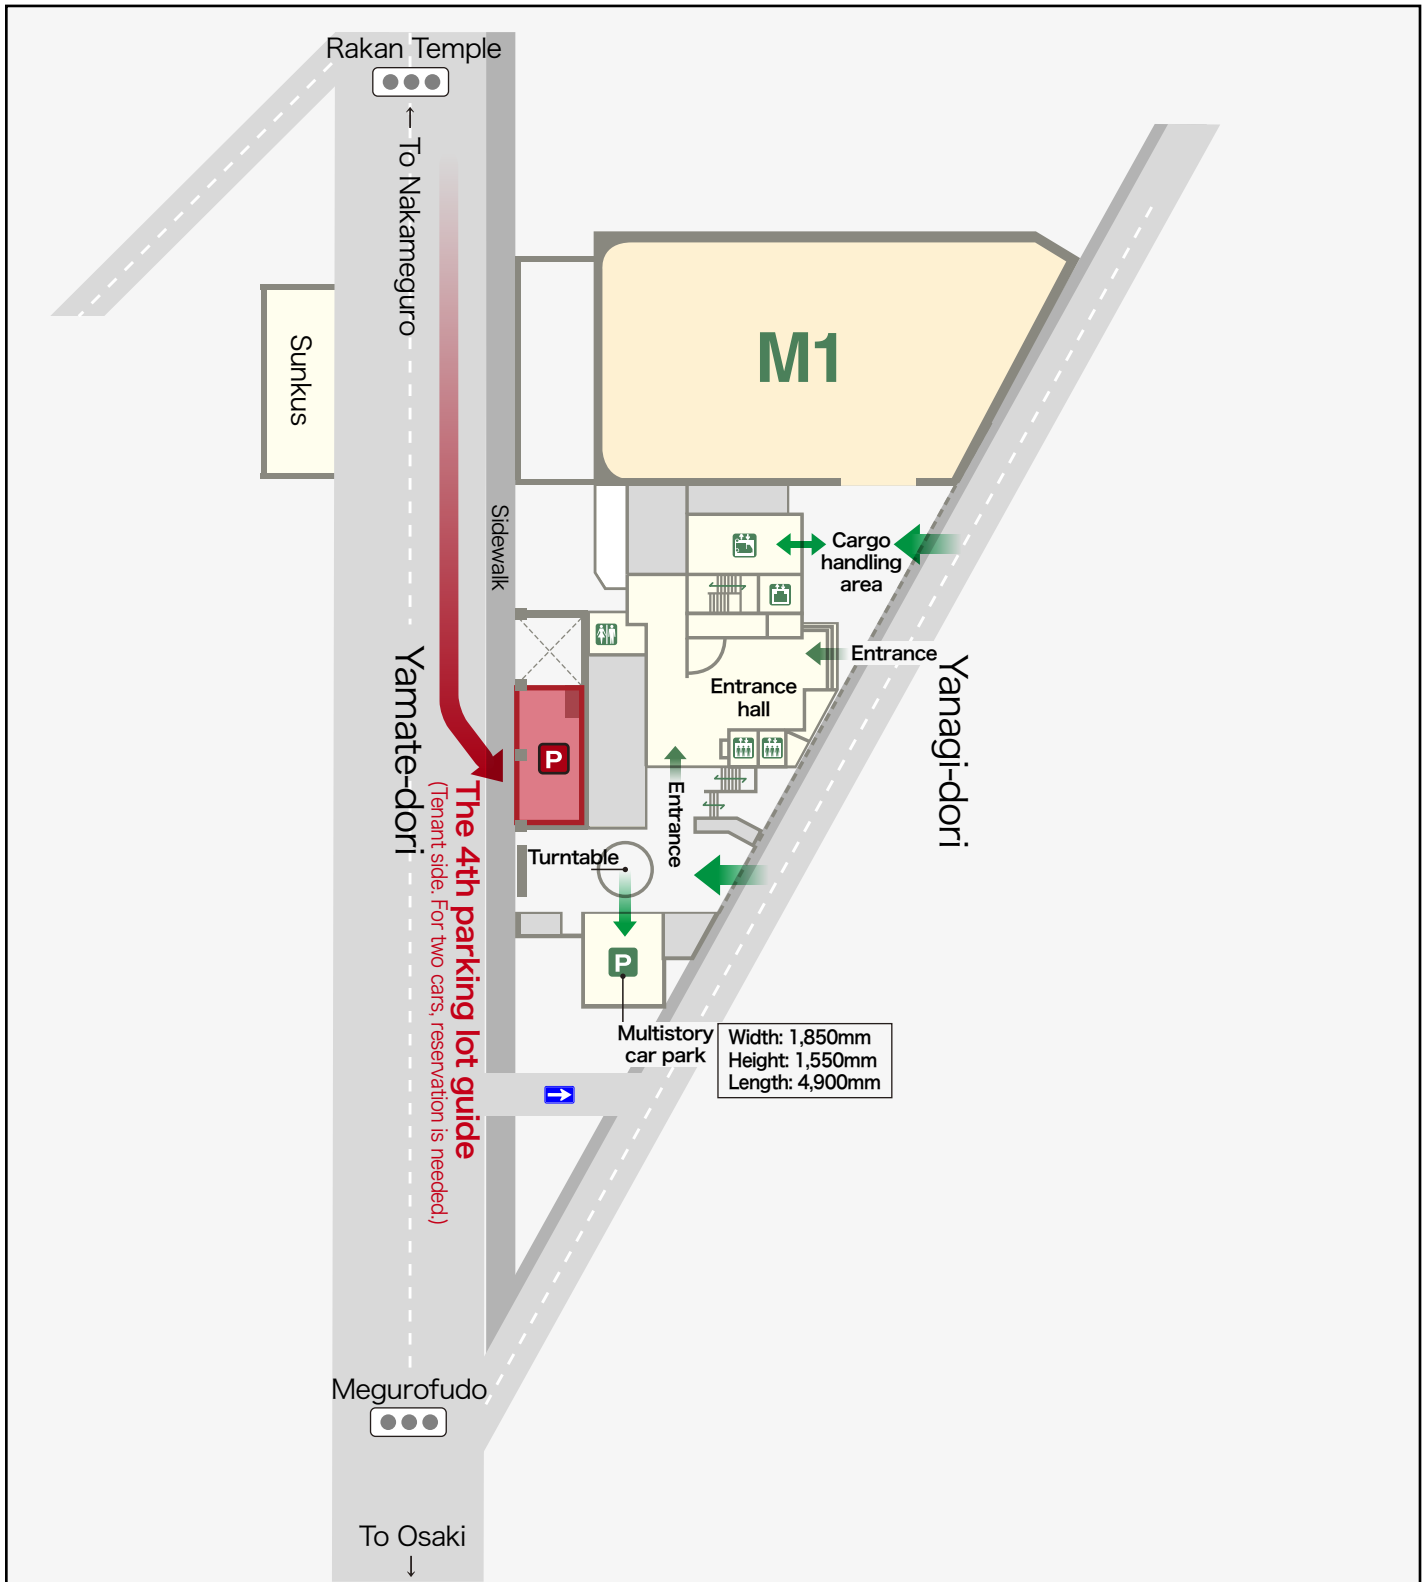 Rakan Temple
↑ To Nakameguro
Sunkus
M1
Sidewalk
Cargo
handling
area
Entrance
Entrance
hall
Yamate-dori
Yanagi-dori
P
The 4th parking lot guide
(Tenant side. For two cars, reservation is needed.)
Entrance
Turntable
P
Multistory
car park
Width: 1,850mm
Height: 1,550mm
Length: 4,900mm
Megurofudo
To Osaki
↓